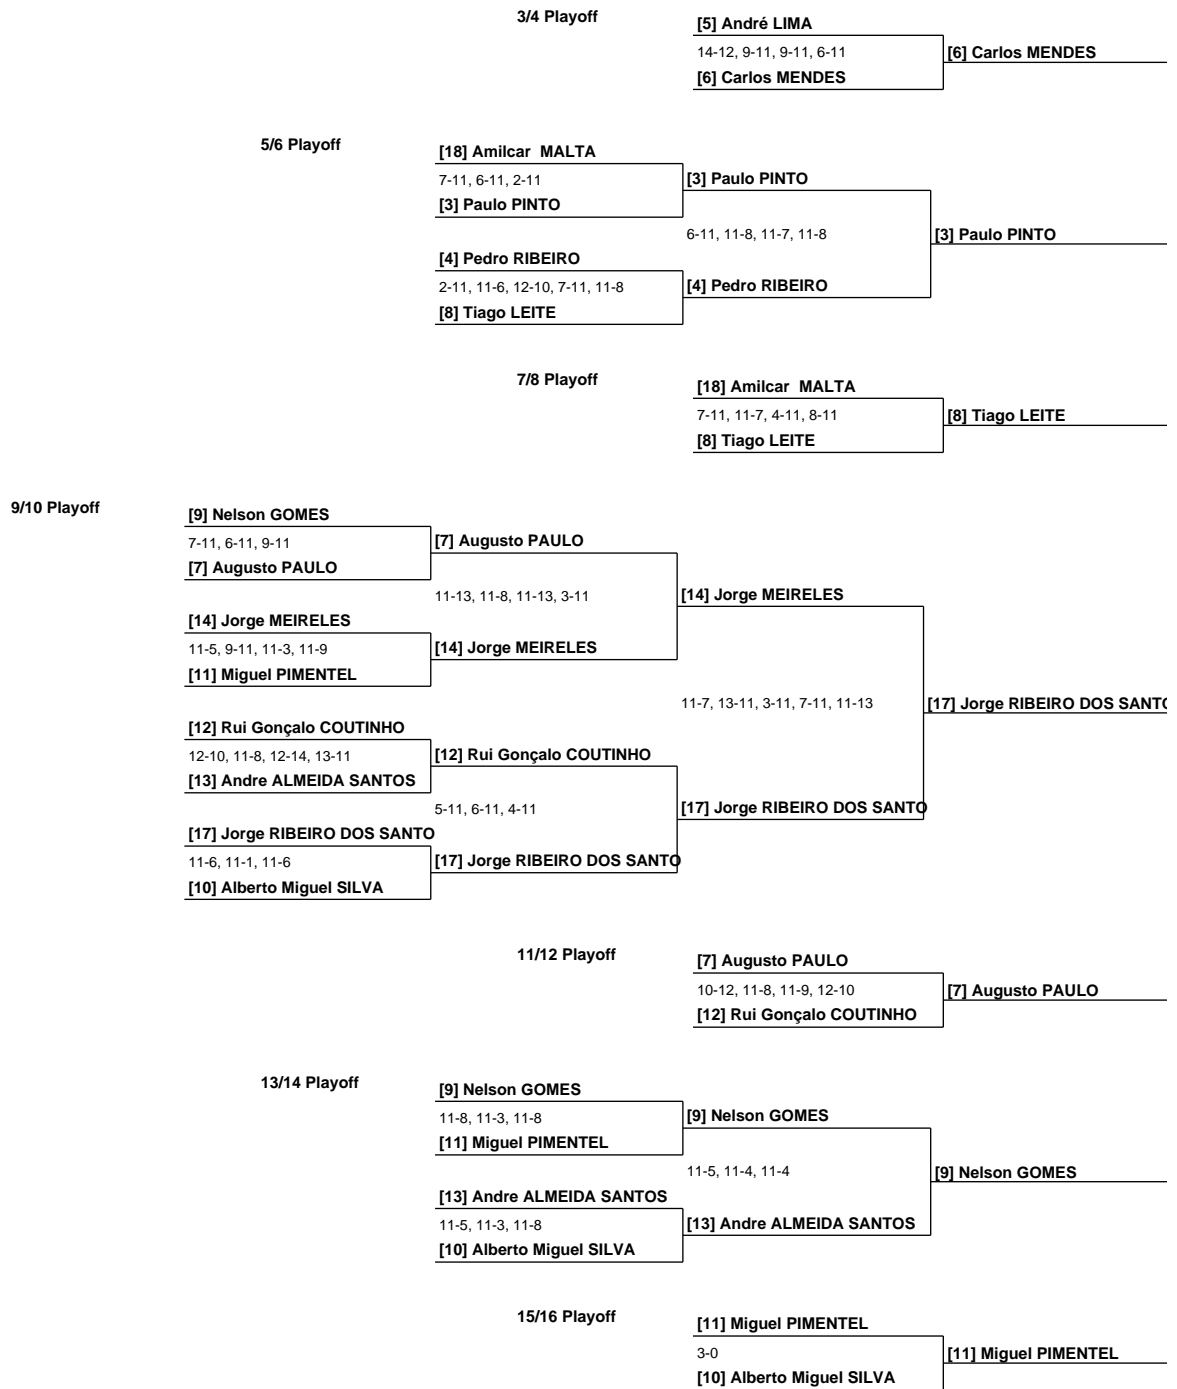 3/4 Playoff
[5] André LIMA
14-12, 9-11, 9-11, 6-11
[6] Carlos MENDES
[6] Carlos MENDES
5/6 Playoff
[18] Amilcar  MALTA
7-11, 6-11, 2-11
[3] Paulo PINTO
[3] Paulo PINTO
6-11, 11-8, 11-7, 11-8
[3] Paulo PINTO
[4] Pedro RIBEIRO
2-11, 11-6, 12-10, 7-11, 11-8
[4] Pedro RIBEIRO
[8] Tiago LEITE
7/8 Playoff
[18] Amilcar  MALTA
7-11, 11-7, 4-11, 8-11
[8] Tiago LEITE
[8] Tiago LEITE
9/10 Playoff
[9] Nelson GOMES
7-11, 6-11, 9-11
[7] Augusto PAULO
[7] Augusto PAULO
11-13, 11-8, 11-13, 3-11
[14] Jorge MEIRELES
[14] Jorge MEIRELES
11-5, 9-11, 11-3, 11-9
[14] Jorge MEIRELES
[11] Miguel PIMENTEL
11-7, 13-11, 3-11, 7-11, 11-13
[17] Jorge RIBEIRO DOS SANTO
[12] Rui Gonçalo COUTINHO
12-10, 11-8, 12-14, 13-11
[12] Rui Gonçalo COUTINHO
[13] Andre ALMEIDA SANTOS
5-11, 6-11, 4-11
[17] Jorge RIBEIRO DOS SANTO
[17] Jorge RIBEIRO DOS SANTO
11-6, 11-1, 11-6
[17] Jorge RIBEIRO DOS SANTO
[10] Alberto Miguel SILVA
11/12 Playoff
[7] Augusto PAULO
10-12, 11-8, 11-9, 12-10
[7] Augusto PAULO
[12] Rui Gonçalo COUTINHO
13/14 Playoff
[9] Nelson GOMES
11-8, 11-3, 11-8
[9] Nelson GOMES
[11] Miguel PIMENTEL
11-5, 11-4, 11-4
[9] Nelson GOMES
[13] Andre ALMEIDA SANTOS
11-5, 11-3, 11-8
[13] Andre ALMEIDA SANTOS
[10] Alberto Miguel SILVA
15/16 Playoff
[11] Miguel PIMENTEL
3-0
[11] Miguel PIMENTEL
[10] Alberto Miguel SILVA